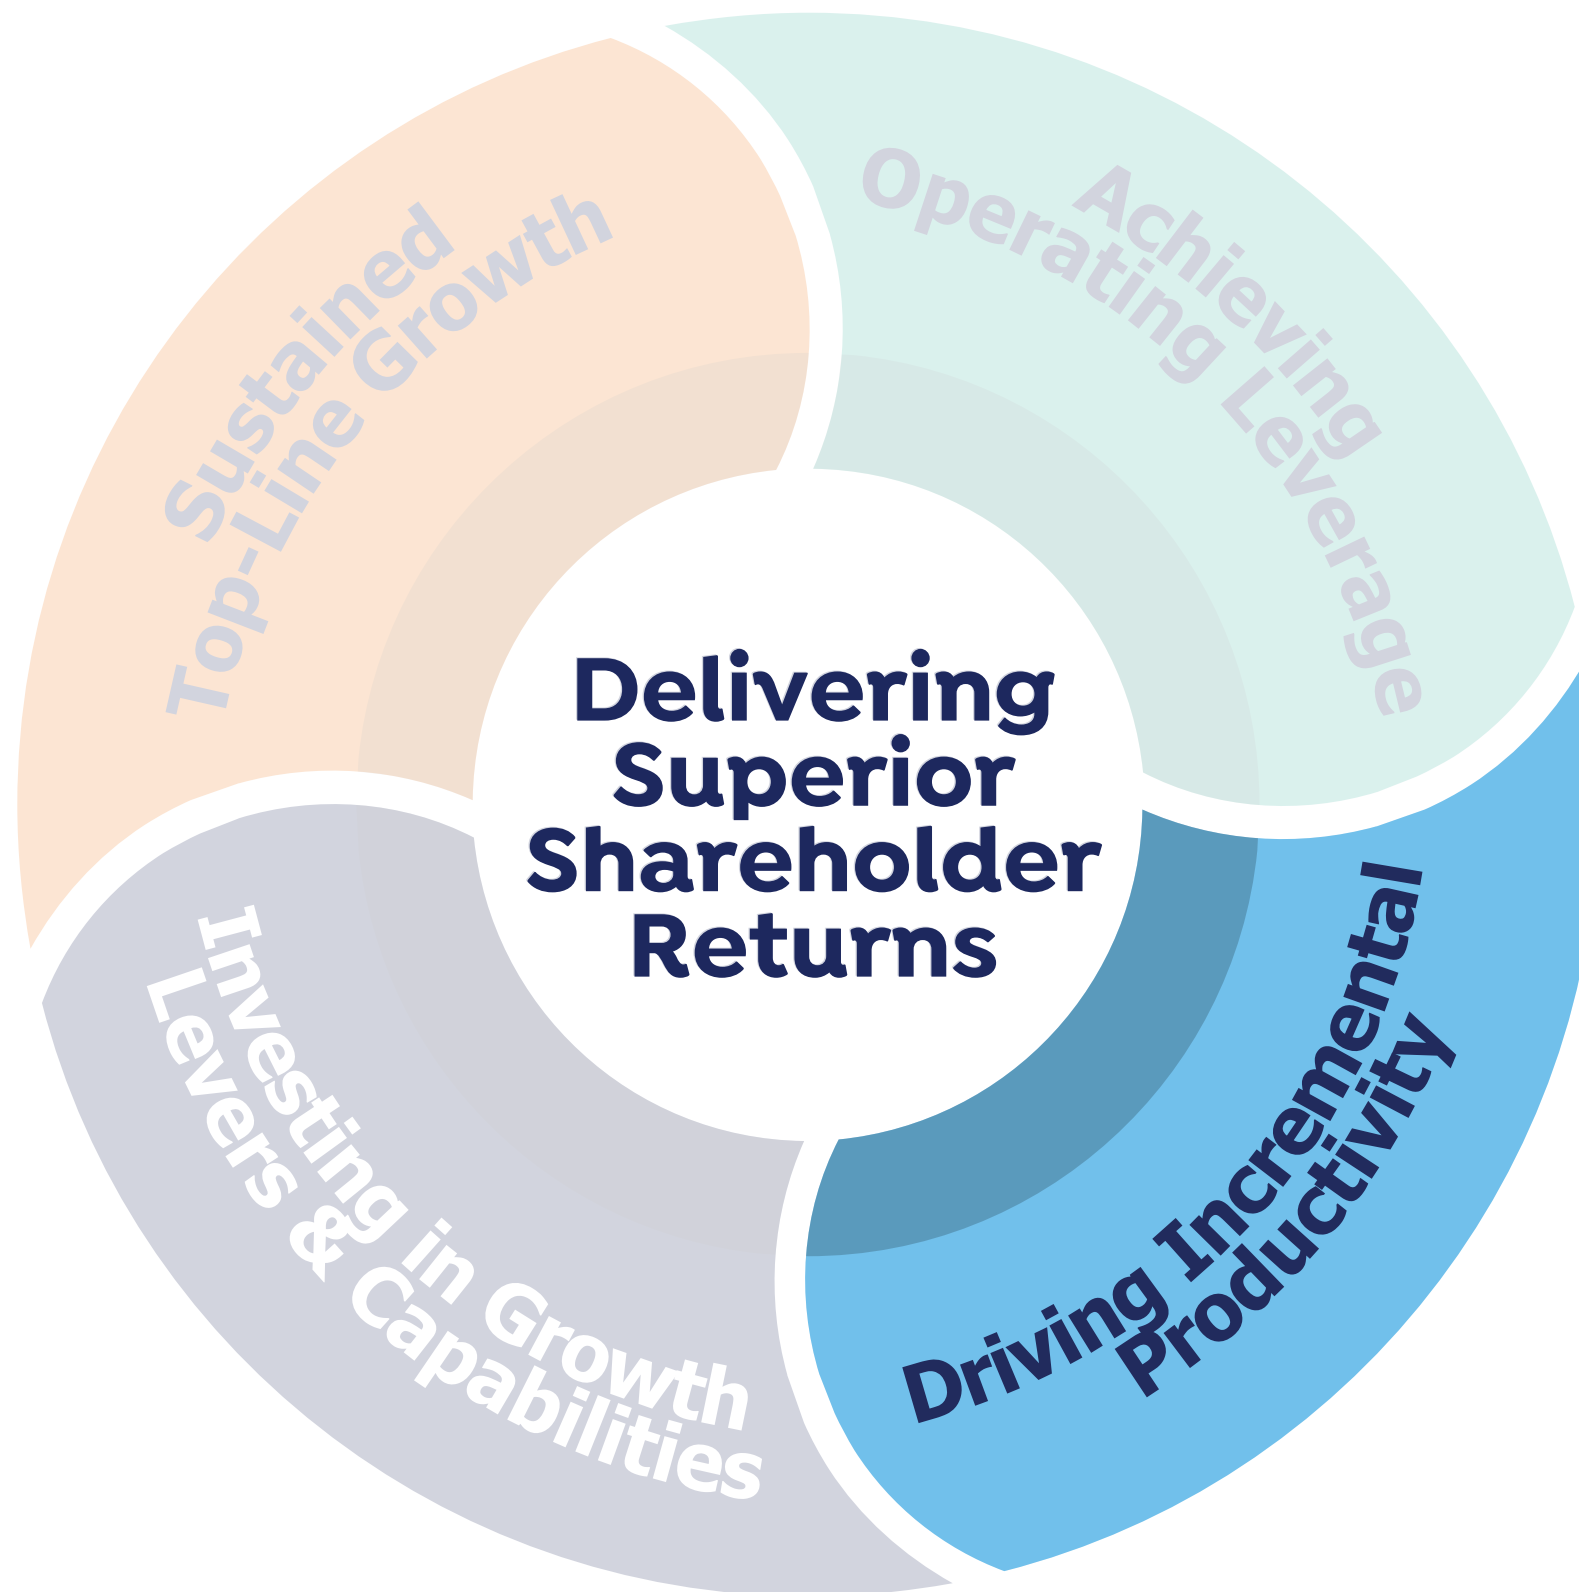 Sustained
Top-Line Growth
Achieving
Operating Leverage
Delivering
Superior
Shareholder
Returns
Investing in Growth
Levers & Capabilities
Driving Incremental
Productivity